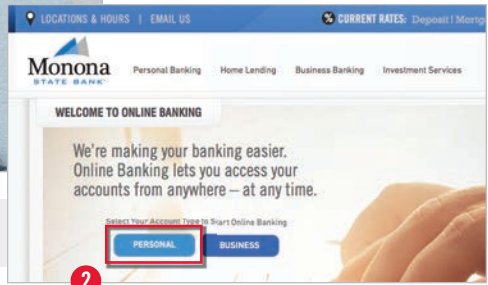 LOCATIONS & HOURS | EMAIL US
CURRENT RATES: Deposit | Mortg
Monona
STATE BANK
Personal Banking Home Lending Business Banking Investment Services
WELCOME TO ONLINE BANKING
We're making your banking easier.
Online Banking lets you access your
accounts from anywhere — at any time.
Select Your Account Type to Start Online Banking
PERSONAL BUSINESS
2